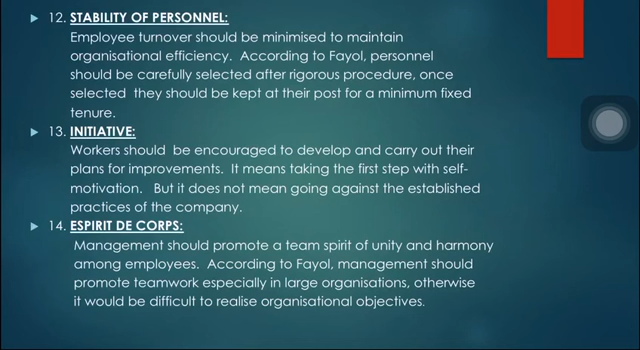 12. STABILITY OF PERSONNEL:
Employee turnover should be minimised to maintain
organisational efficiency. According to Fayol, personnel
should be carefully selected after rigorous procedure, once
selected they should be kept at their post for a minimum fixed
tenure.
13. INITIATIVE:
Workers should be encouraged to develop and carry out their
plans for improvements. It means taking the first step with self-
motivation. But it does not mean going against the established
practices of the company.
14. ESPIRIT DE CORPS:
Management should promote a team spirit of unity and harmony
among employees. According to Fayol, management should
promote teamwork especially in large organisations, otherwise
it would be difficult to realise organisational objectives.